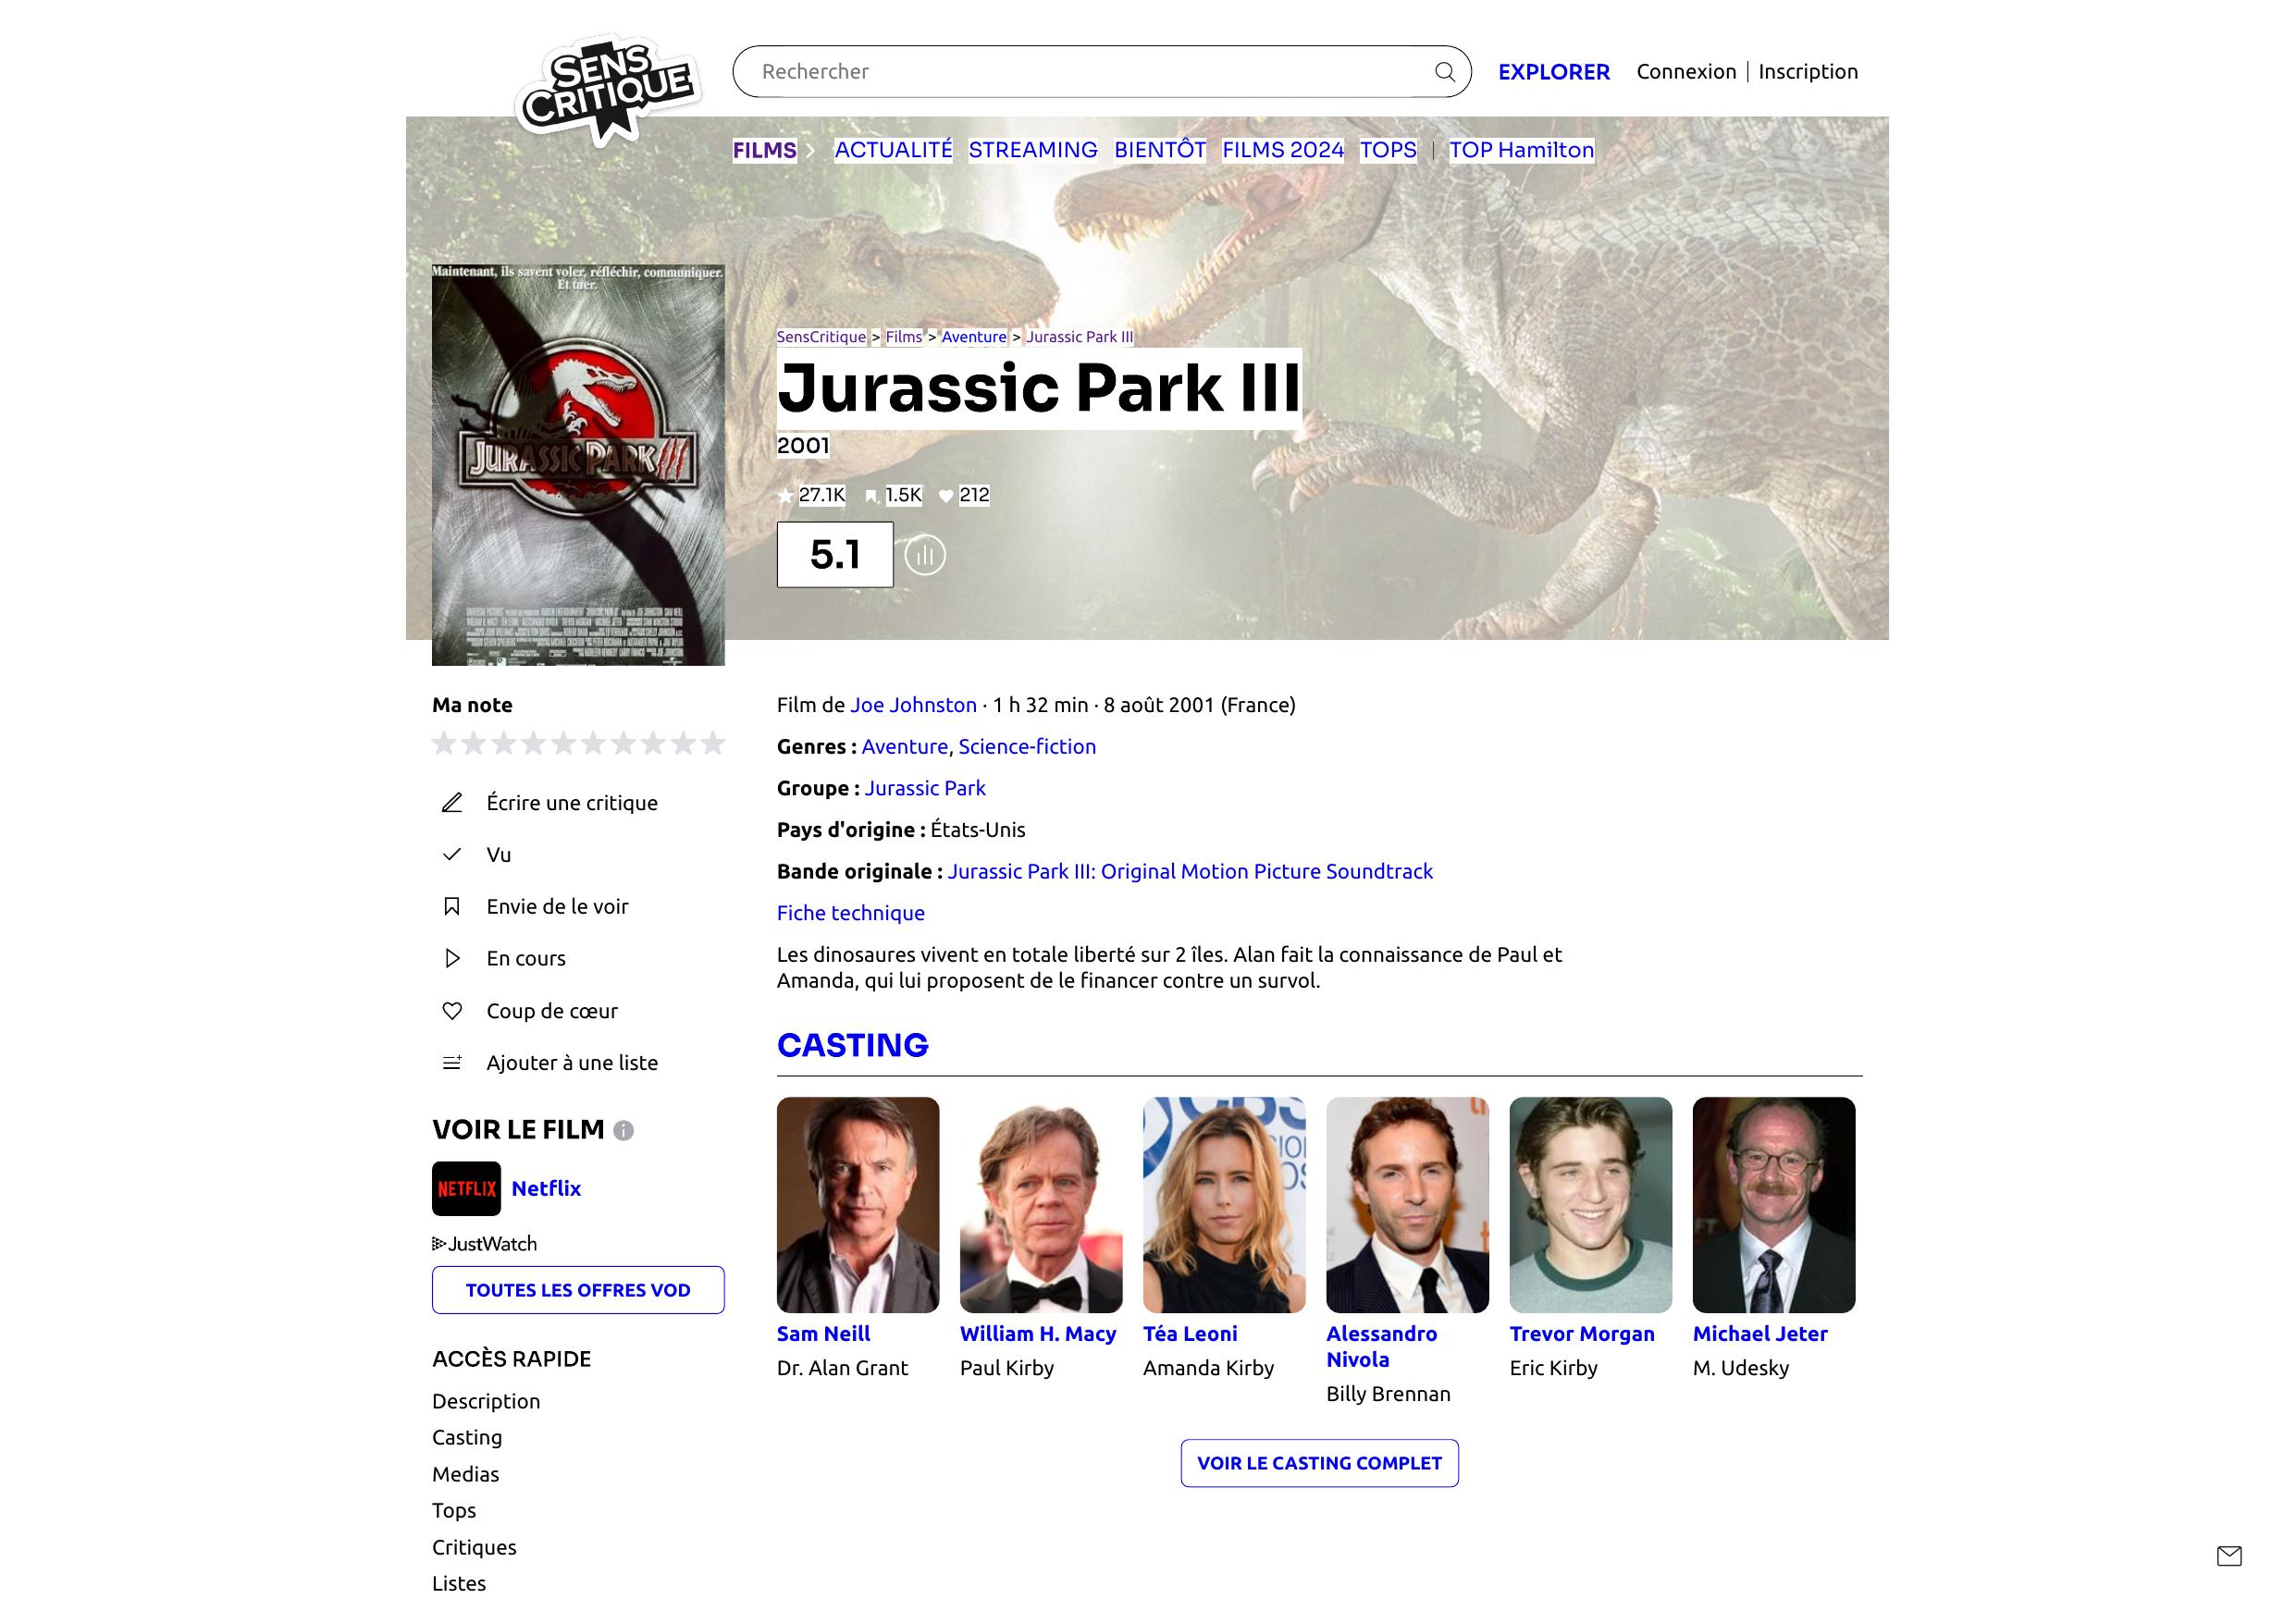 SENS
CRITIQUE
Rechercher
EXPLORER
Connexion | Inscription
FILMS
ACTUALITÉ
STREAMING
BIENTÔT
FILMS 2024
TOPS
|
TOP Hamilton
Maintenant, ils savent voler, réfléchir, communiquer.
Et tuer.
JURASSIC PARK III
SensCritique > Films > Aventure > Jurassic Park III
Jurassic Park III
2001
27.1K 1.5K 212
5.1
Ma note
Écrire une critique
Vu
Envie de le voir
En cours
Coup de cœur
Ajouter à une liste
VOIR LE FILM
NETFLIX
Netflix
JustWatch
TOUTES LES OFFRES VOD
ACCÈS RAPIDE
Description
Casting
Medias
Tops
Critiques
Listes
Film de Joe Johnston · 1 h 32 min · 8 août 2001 (France)
Genres : Aventure, Science-fiction
Groupe : Jurassic Park
Pays d'origine : États-Unis
Bande originale : Jurassic Park III: Original Motion Picture Soundtrack
Fiche technique
Les dinosaures vivent en totale liberté sur 2 îles. Alan fait la connaissance de Paul et
Amanda, qui lui proposent de le financer contre un survol.
CASTING
Sam Neill
Dr. Alan Grant
William H. Macy
Paul Kirby
Téa Leoni
Amanda Kirby
Alessandro
Nivola
Billy Brennan
Trevor Morgan
Eric Kirby
Michael Jeter
M. Udesky
VOIR LE CASTING COMPLET